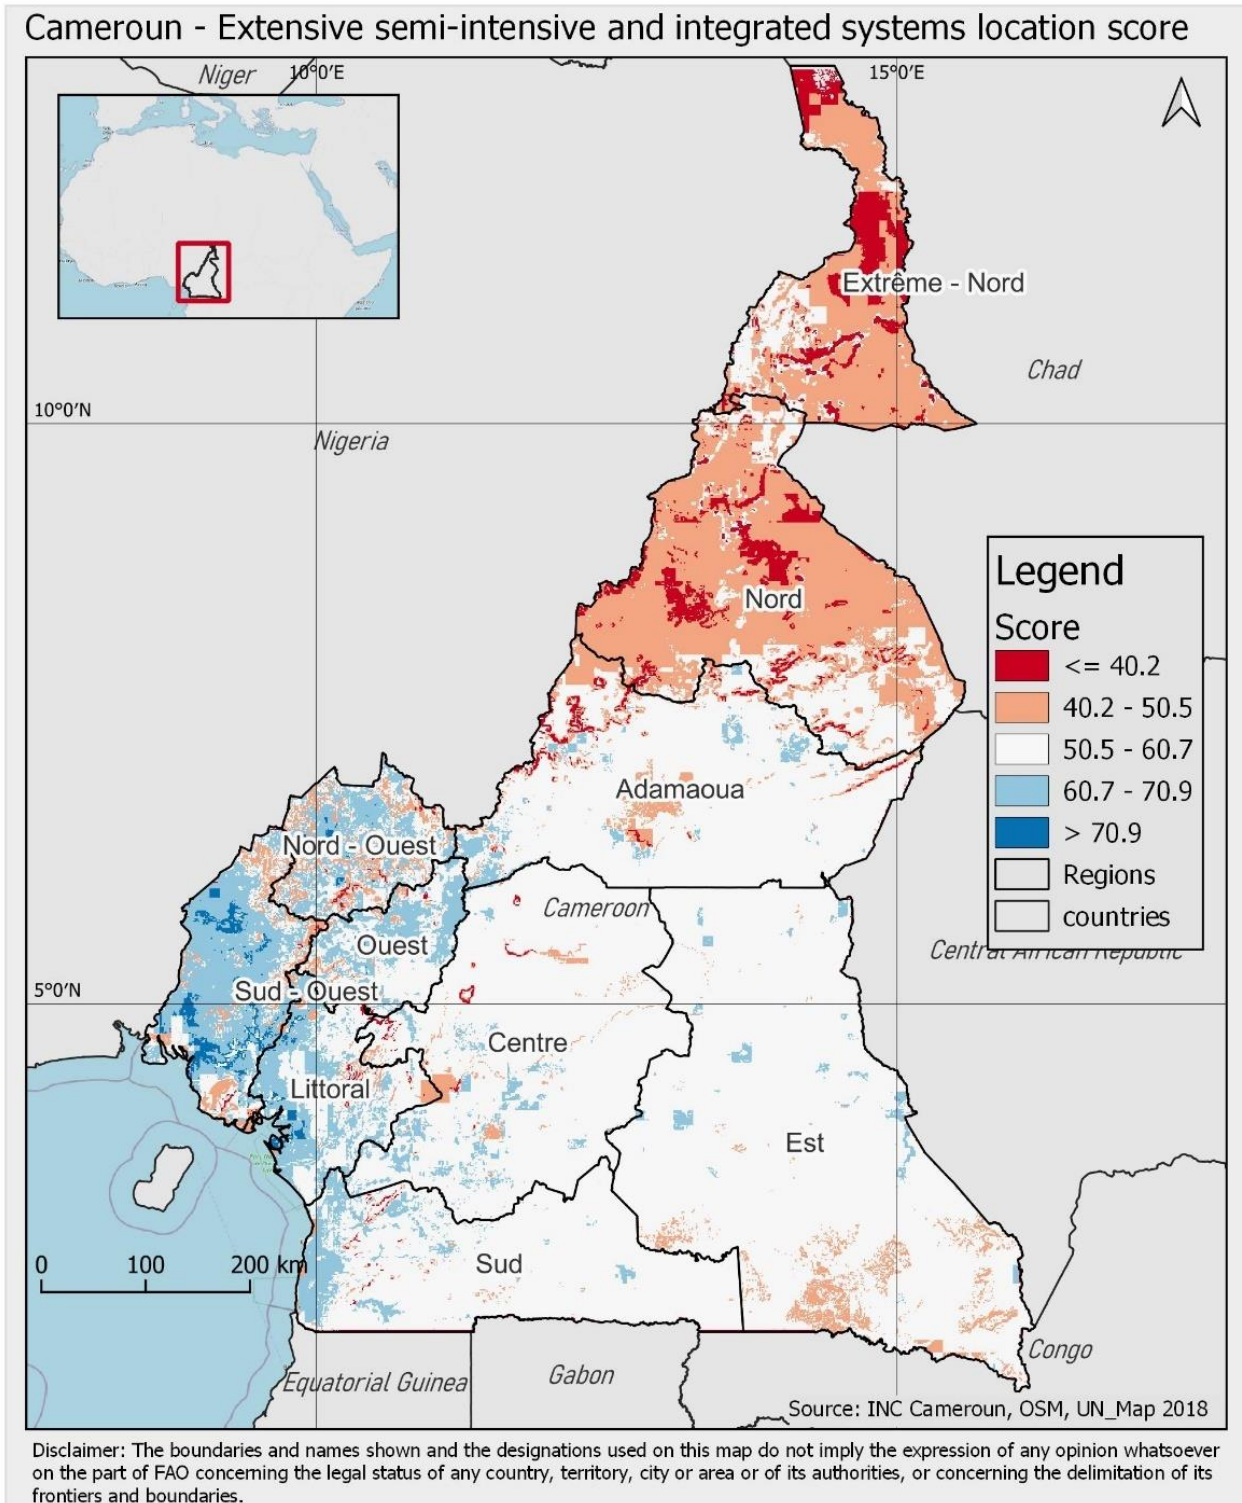 Cameroun - Extensive semi-intensive and integrated systems location score
Niger
10°0'E
15°0'E
Extrême - Nord
Chad
10°0'N
Nigeria
Legend
Nord
Score
<= 40.2
40.2 - 50.5
50.5 - 60.7
60.7 - 70.9
> 70.9
Regions
countries
Adamaoua
Nord - Ouest
Cameroon
Ouest
Central African Republic
5°0'N
Sud - Ouest
Centre
Littoral
Est
0 100 200 km
Sud
Congo
Equatorial Guinea
Gabon
Source: INC Cameroun, OSM, UN_Map 2018
Disclaimer: The boundaries and names shown and the designations used on this map do not imply the expression of any opinion whatsoever
on the part of FAO concerning the legal status of any country, territory, city or area or of its authorities, or concerning the delimitation of its
frontiers and boundaries.